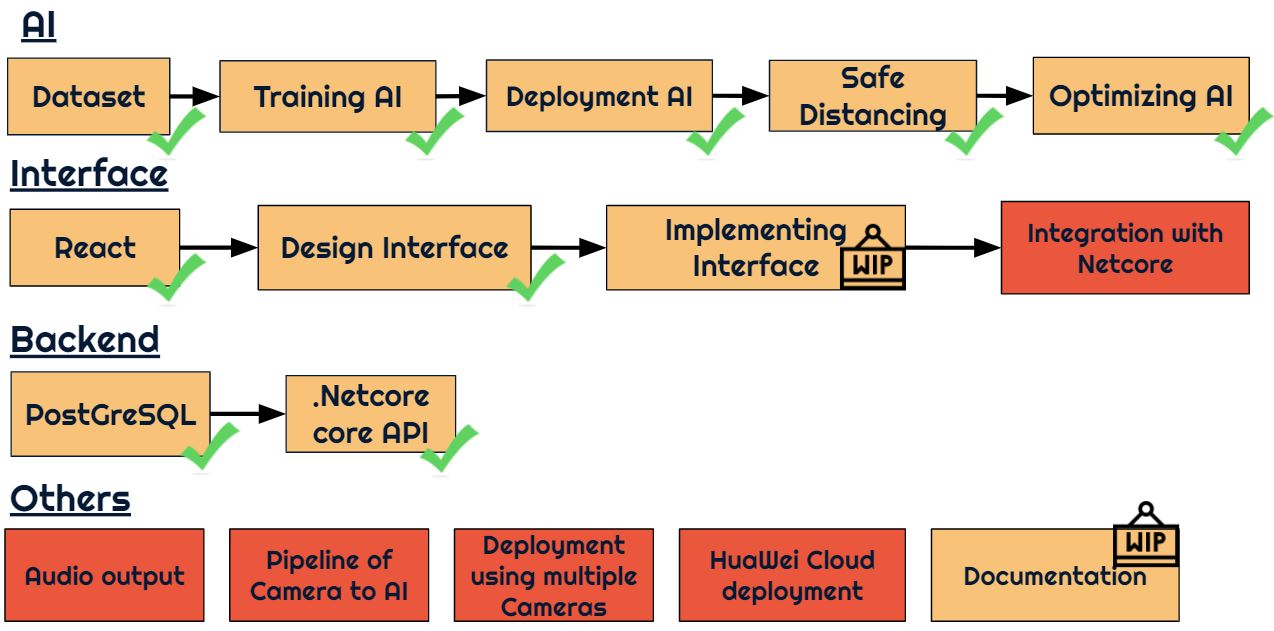 AI
Dataset
Training AI
Deployment AI
Safe
Distancing
Optimizing AI
Interface
React
Design Interface
Implementing
Interface
WIP
Integration with
Netcore
Backend
PostGreSQL
.Netcore
core API
Others
Audio output
Pipeline of
Camera to AI
Deployment
using multiple
Cameras
HuaWei Cloud
deployment
WIP
Documentation